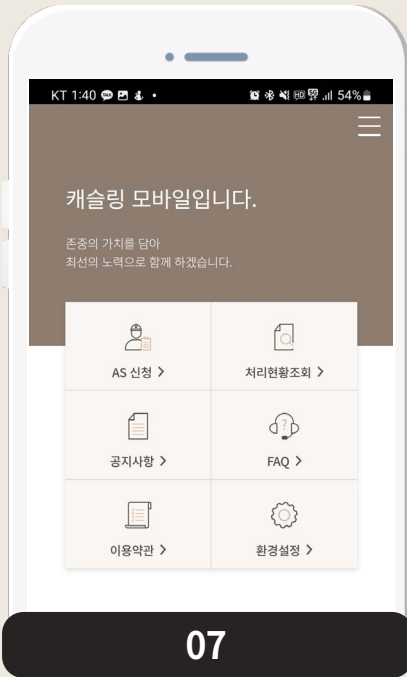 KT 1:40 54%
캐슬링 모바일입니다.
존중의 가치를 담아
최선의 노력으로 함께 하겠습니다.
AS 신청 >
처리현황조회 >
공지사항 >
FAQ >
이용약관 >
환경설정 >
07